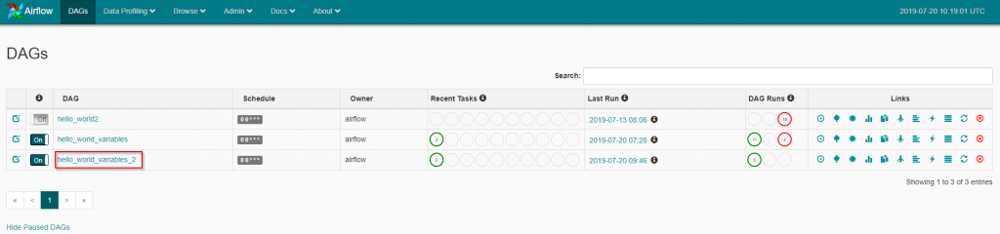 Airflow DAGs Data Profiling Browse Admin Docs About 2019-07-20 10:19:01 UTC
DAGs
Search:
DAG Schedule Owner Recent Tasks Last Run DAG Runs Links
Off hello_world2 0 0 * * * airflow 2019-07-13 08:06
On hello_world_variables 0 0 * * * airflow 2 2019-07-20 07:28 11 2
On hello_world_variables_2 0 0 * * * airflow 2019-07-20 09:46
Showing 1 to 3 of 3 entries
« < 1 > »
Hide Paused DAGs